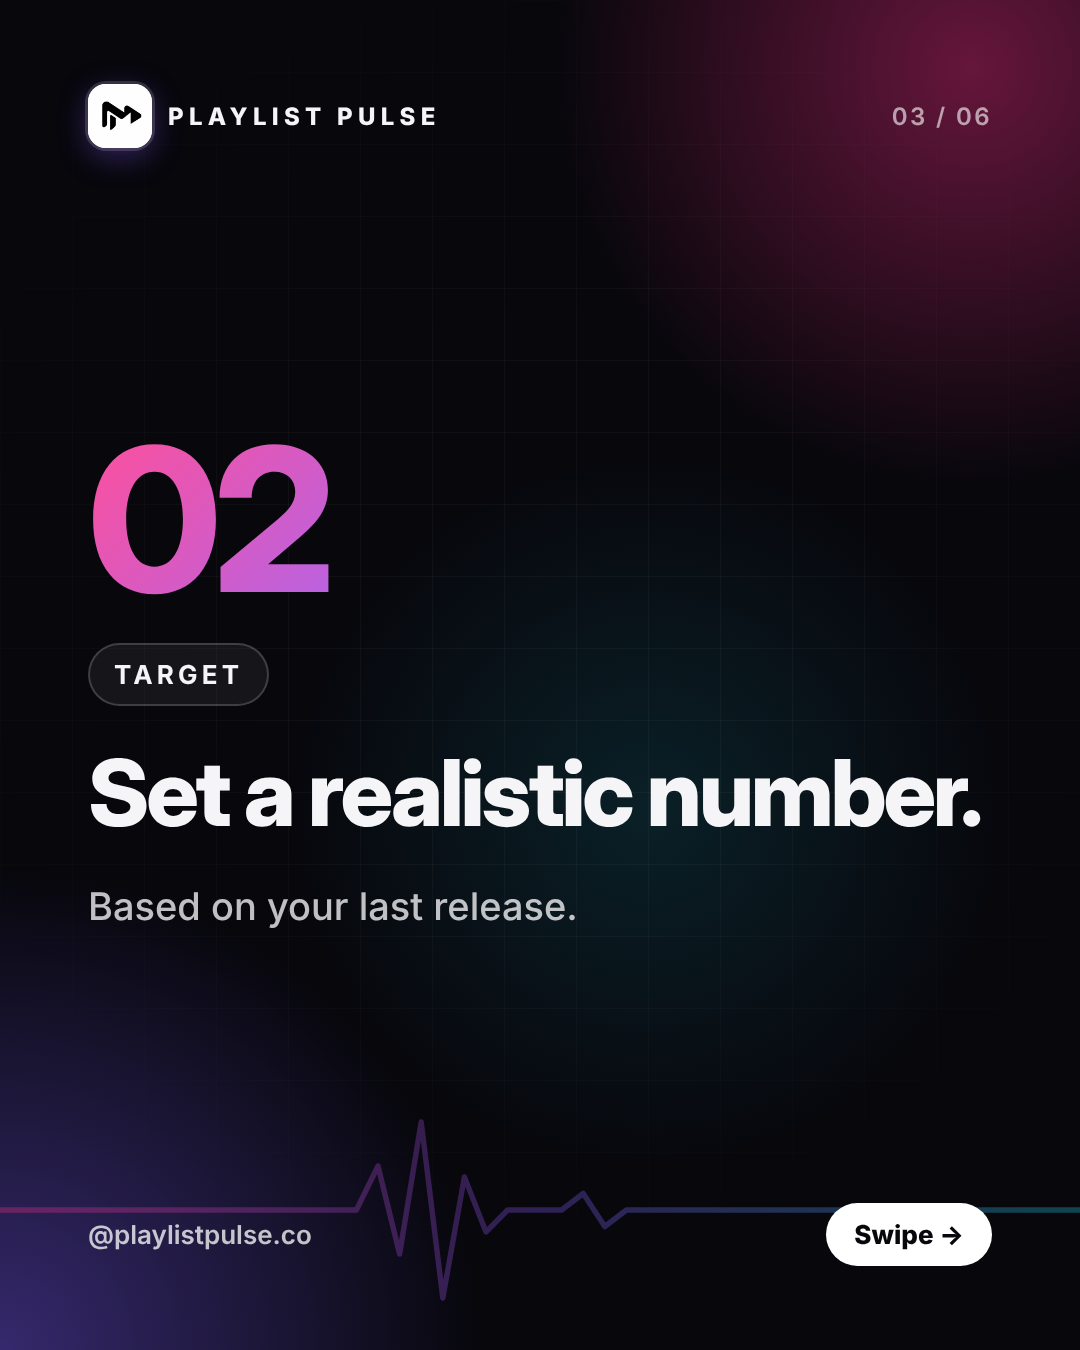 PLAYLIST PULSE
03 / 06
02
TARGET
Set a realistic number.
Based on your last release.
@playlistpulse.co
Swipe →